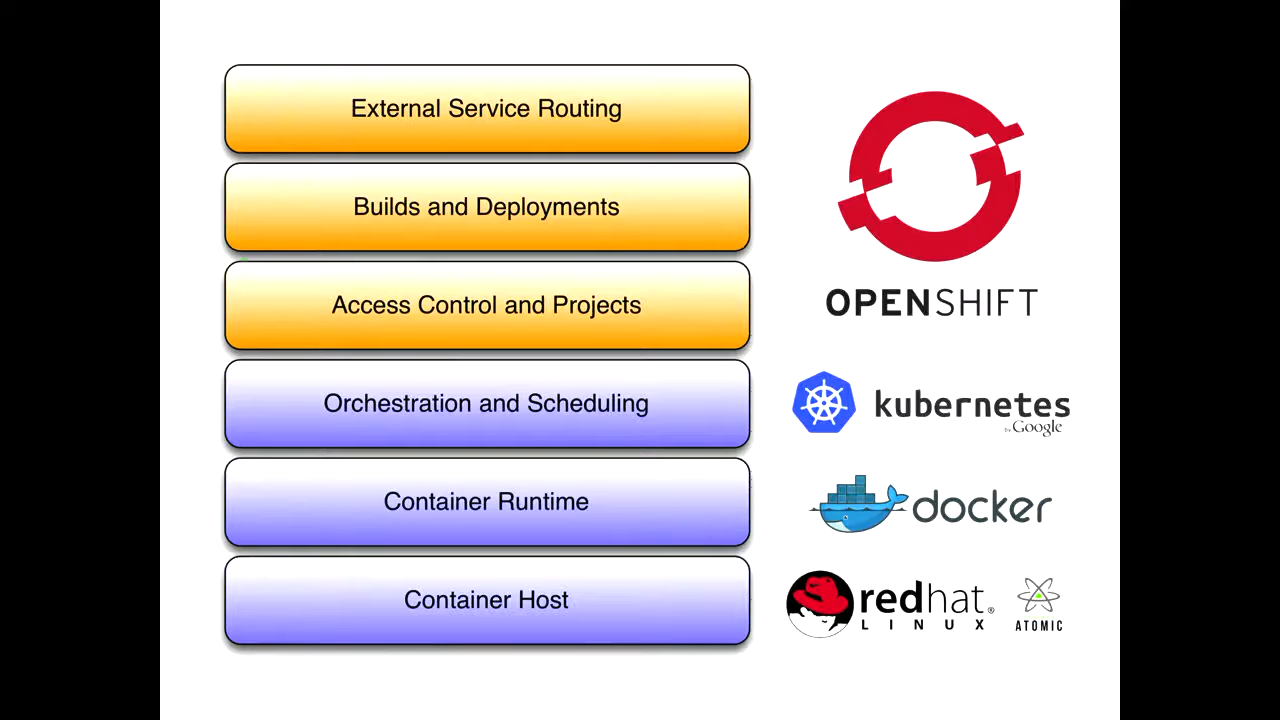 External Service Routing
Builds and Deployments
OPENSHIFT
Access Control and Projects
Orchestration and Scheduling
kubernetes
by Google
Container Runtime
docker
Container Host
redhat®
LINUX
ATOMIC